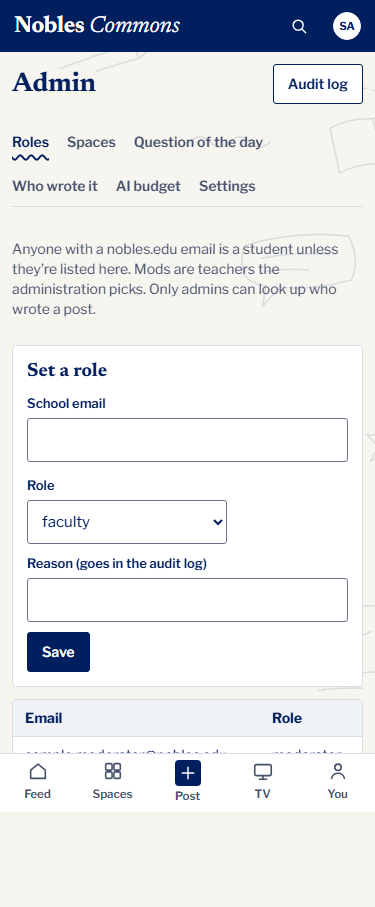 Nobles Commons
SA
Admin
Audit log
Roles Spaces Question of the day
Who wrote it AI budget Settings
Anyone with a nobles.edu email is a student unless
they're listed here. Mods are teachers the
administration picks. Only admins can look up who
wrote a post.
Set a role
School email
Role
faculty
Reason (goes in the audit log)
Save
Email Role
Feed Spaces Post TV You